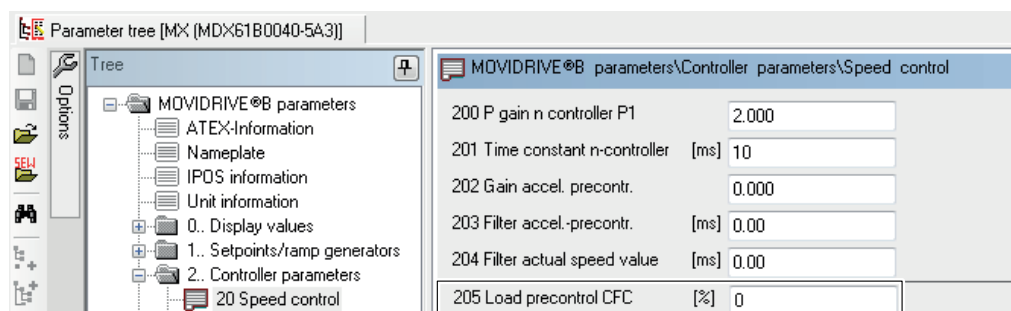 Parameter tree [MX (MDX61B0040-5A3)]
Options
SEW
Tree
MOVIDRIVE®B parameters
ATEX-Information
Nameplate
IPOS information
Unit information
0.. Display values
1.. Setpoints/ramp generators
2.. Controller parameters
20 Speed control
MOVIDRIVE®B parameters\Controller parameters\Speed control
200 P gain n controller P1 2.000
201 Time constant n-controller [ms] 10
202 Gain accel. precontr. 0.000
203 Filter accel.-precontr. [ms] 0.00
204 Filter actual speed value [ms] 0.00
205 Load precontrol CFC [%] 0